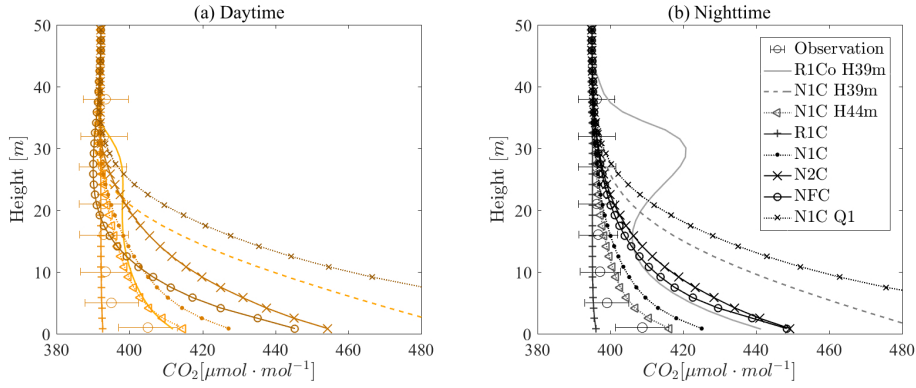 (a) Daytime
(b) Nighttime
50
40
30
20
10
0
Height [m]
380
400
420
440
460
480
CO₂[μmol · mol⁻¹]
50
40
30
20
10
0
Height [m]
380
400
420
440
460
480
CO₂[μmol · mol⁻¹]
Observation
R1Co H39m
N1C H39m
N1C H44m
R1C
N1C
N2C
NFC
N1C Q1